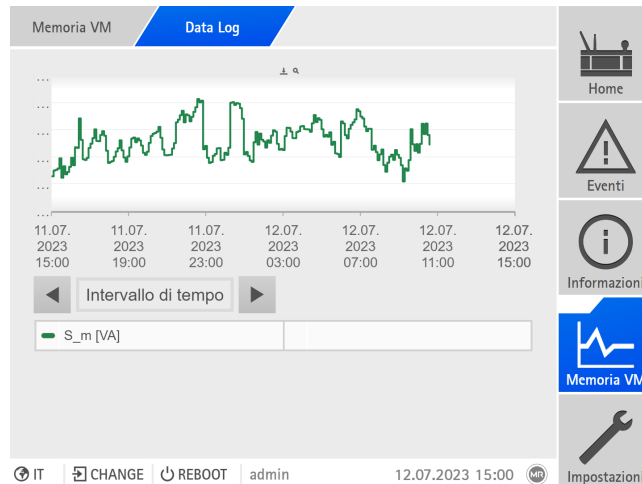 Memoria VM
Data Log
Home
...
...
...
...
...
...
Eventi
11.07. 11.07. 11.07. 12.07. 12.07. 12.07. 12.07.
2023 2023 2023 2023 2023 2023 2023
15:00 19:00 23:00 03:00 07:00 11:00 15:00
Informazioni
Intervallo di tempo
S_m [VA]
Memoria VM
IT CHANGE REBOOT admin 12.07.2023 15:00 MR
Impostazioni